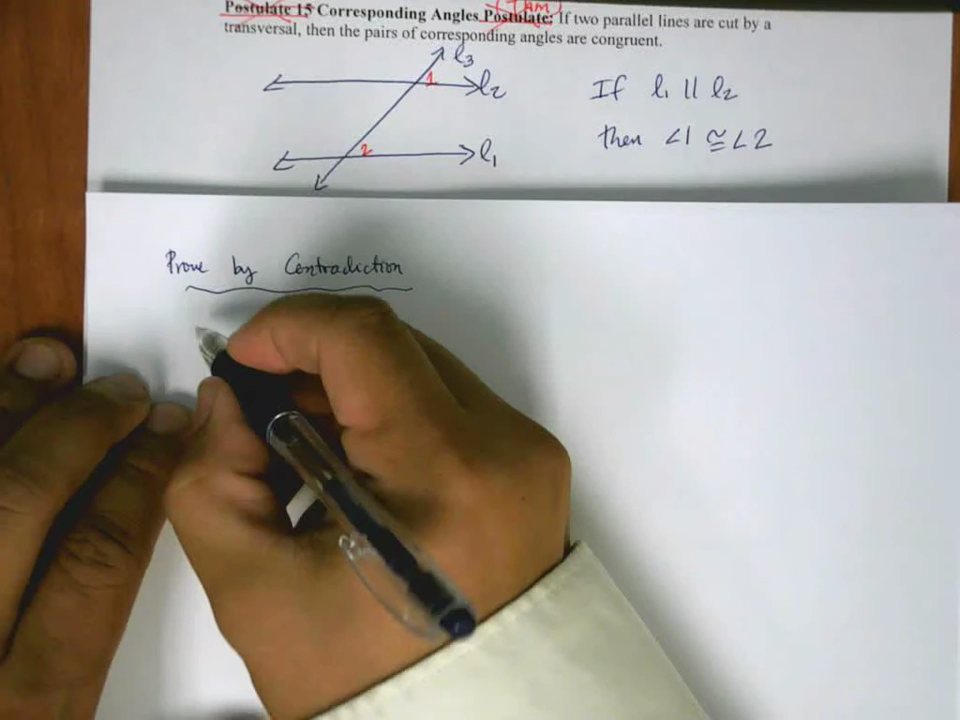 Postulate 15 Corresponding Angles Postulate: If two parallel lines are cut by a
transversal, then the pairs of corresponding angles are congruent.
l3
1
l2
2
l1
If l1 || l2
then ∠1 ≅ ∠2
Prove by Contradiction